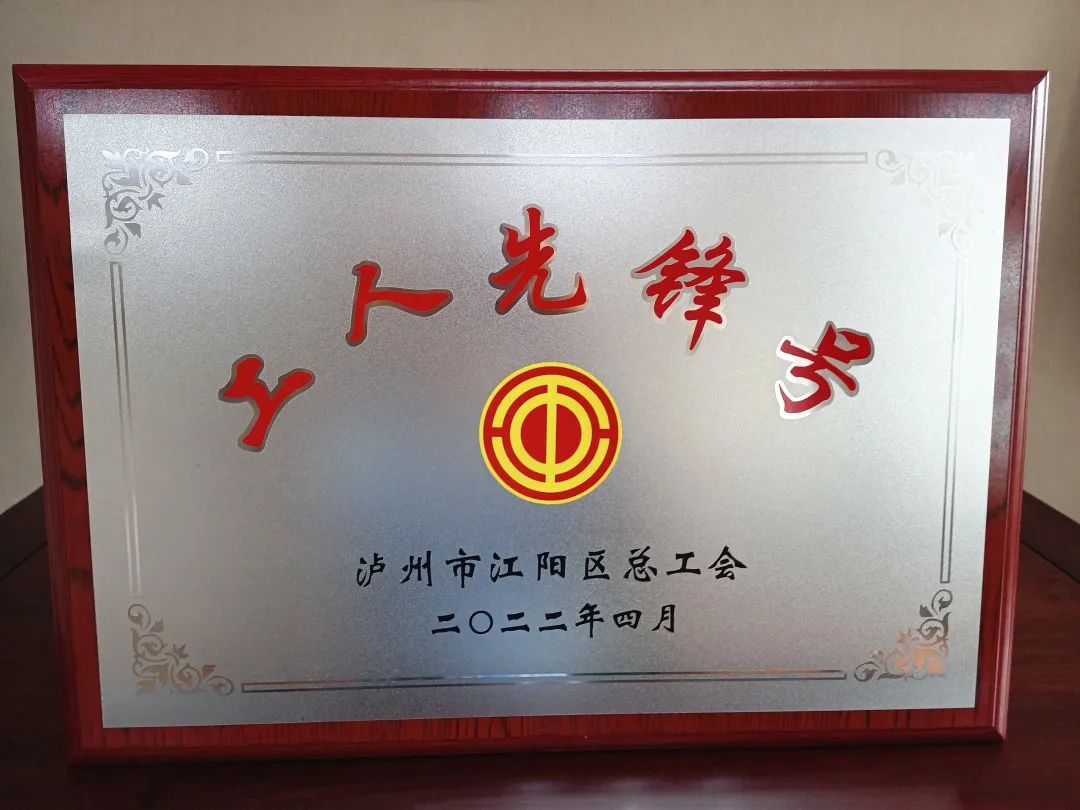 工人先锋号
泸州市江阳区总工会
二〇二二年四月